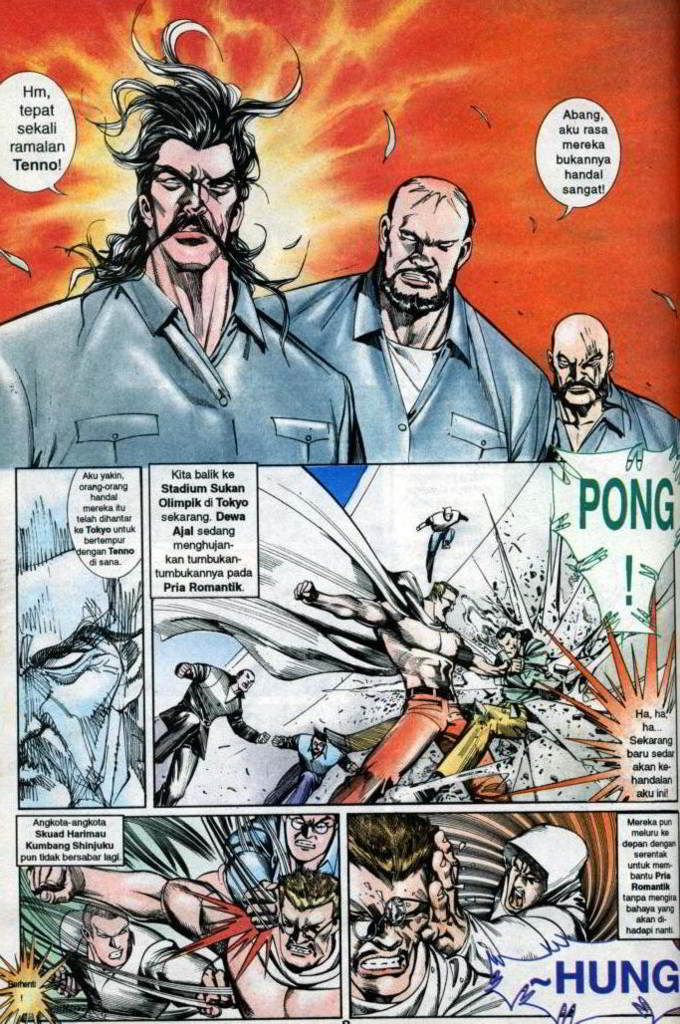 Hm,
tepat
sekali
ramalan
Tenno!
Abang,
aku rasa
mereka
bukannya
handal
sangat!
Aku yakin,
orang-orang
handal
mereka itu
telah dihantar
ke Tokyo untuk
bertempur
dengan Tenno
di sana.
Kita balik ke
Stadium Sukan
Olimpik di Tokyo
sekarang. Dewa
Ajal sedang
menghujan-
kan tumbukan-
tumbukannya pada
Pria Romantik.
PONG
!
Ha, ha,
ha...
Sekarang
baru sedar
akan ke-
handalan
aku ini!
Angkota-angkota
Skuad Harimau
Kumbang Shinjuku
pun tidak bersabar lagi.
Berhenti
!
Mereka pun
meluru ke
depan dengan
serentak
untuk mem-
bantu Pria
Romantik
tanpa mengira
bahaya yang
akan di-
hadapi nanti.
~HUNG